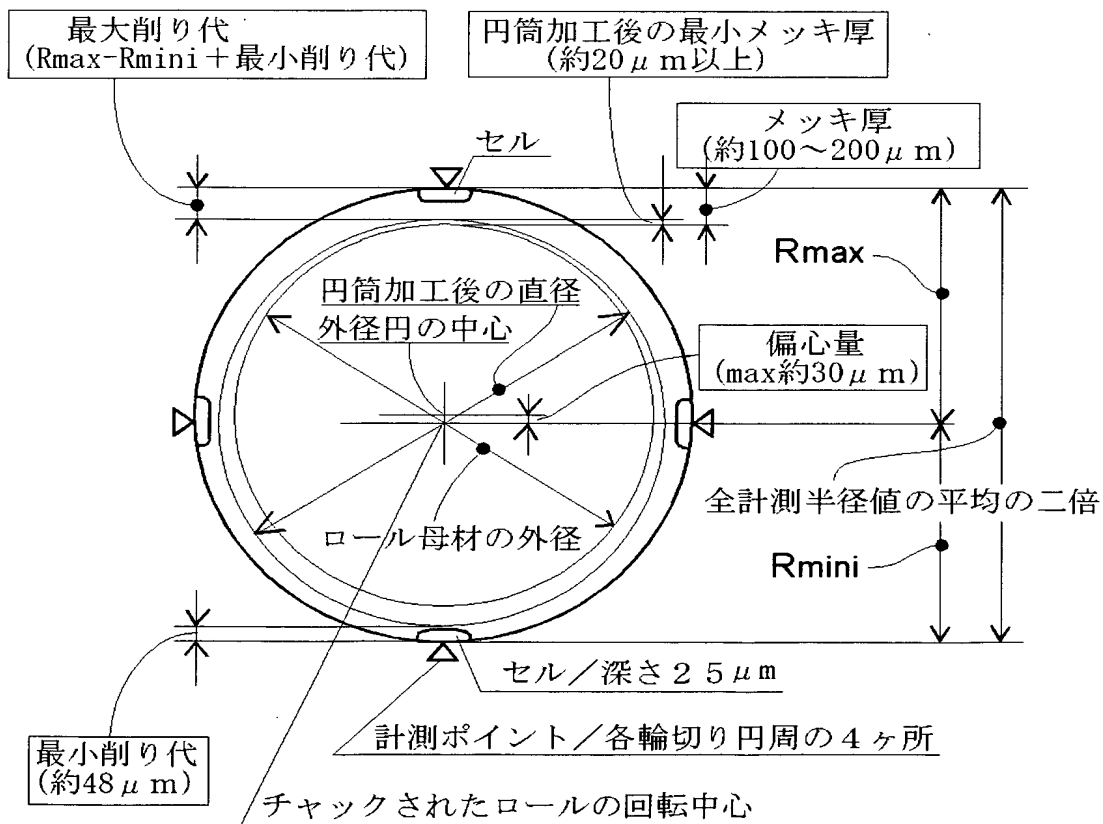 最大削り代
(Rmax-Rmini+最小削り代)
円筒加工後の最小メッキ厚
(約20μm以上)
セル
メッキ厚
(約100～200μm)
Rmax
円筒加工後の直径
外径円の中心
偏心量
(max約30μm)
全計測半径値の平均の二倍
ロール母材の外径
Rmini
セル／深さ２５μm
計測ポイント／各輪切り円周の４ヶ所
最小削り代
(約48μm)
チャックされたロールの回転中心